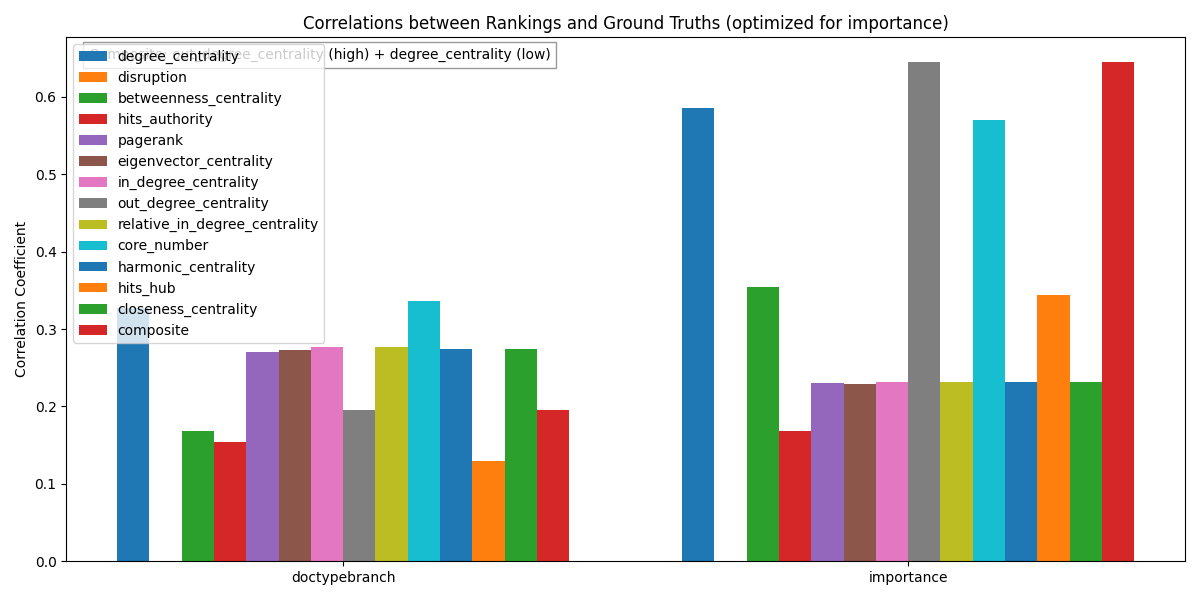 Correlations between Rankings and Ground Truths (optimized for importance)
Composite: out_degree_centrality (high) + degree_centrality (low)
degree_centrality
disruption
betweenness_centrality
hits_authority
pagerank
eigenvector_centrality
in_degree_centrality
out_degree_centrality
relative_in_degree_centrality
core_number
harmonic_centrality
hits_hub
closeness_centrality
composite
Correlation Coefficient
0.6
0.5
0.4
0.3
0.2
0.1
0.0
doctypebranch
importance